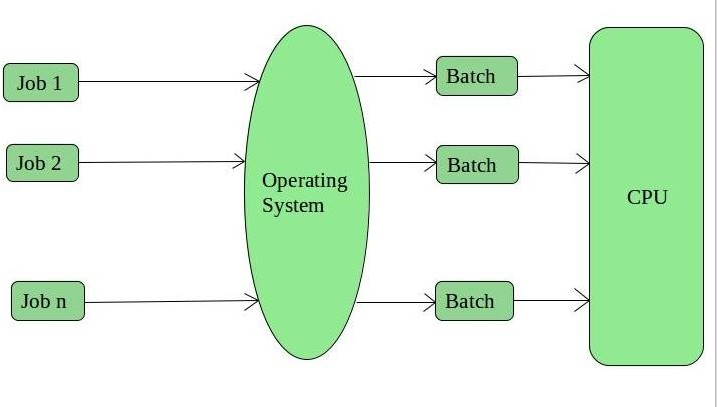 Job 1
Batch
Job 2
Batch
Operating
System
CPU
Job n
Batch